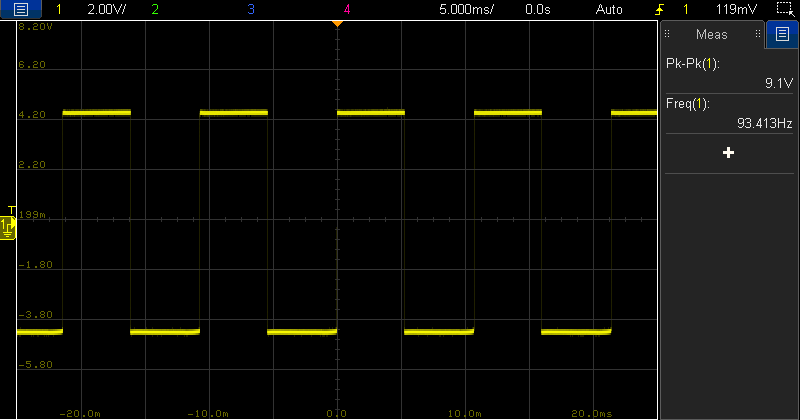 1 2.00V/ 2 3 4 5.000ms/ 0.0s Auto 1 119mV
Meas
Pk-Pk(1):
9.1V
Freq(1):
93.413Hz
8.20V
6.20
4.20
2.20
T
199m
1
-1.80
-3.80
-5.80
-20.0m -10.0m 0.0 10.0m 20.0ms